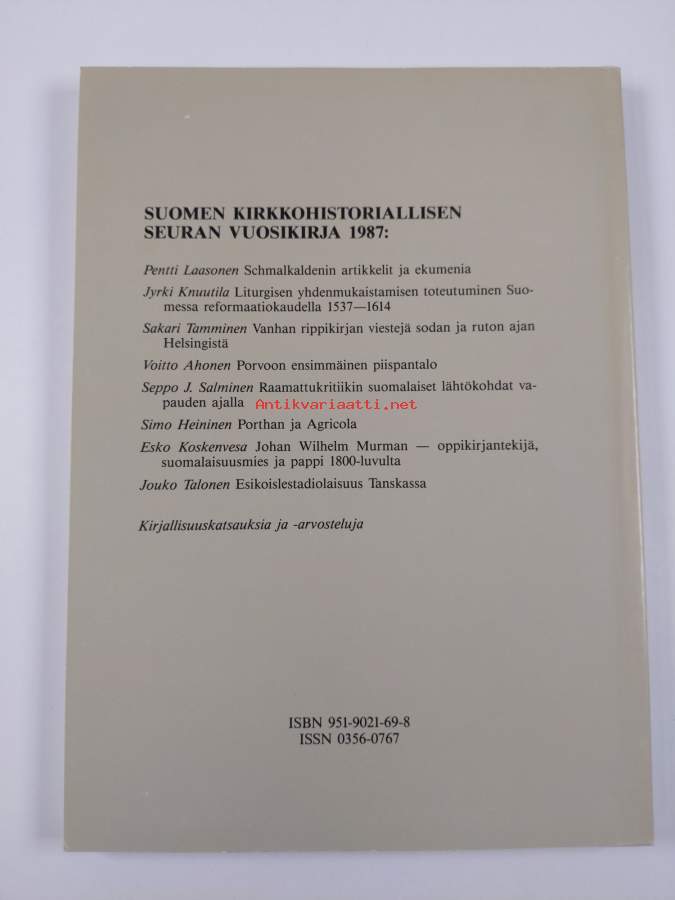 SUOMEN KIRKKOHISTORIALLISEN
SEURAN VUOSIKIRJA 1987:
Pentti Laasonen Schmalkaldenin artikkelit ja ekumenia
Jyrki Knuutila Liturgisen yhdenmukaistamisen toteutuminen Suo-
messa reformaatiokaudella 1537—1614
Sakari Tamminen Vanhan rippikirjan viestejä sodan ja ruton ajan
Helsingistä
Voitto Ahonen Porvoon ensimmäinen piispantalo
Seppo J. Salminen Raamattukritiikin suomalaiset lähtökohdat va-
pauden ajalla
Antikvariaatti.net
Simo Heininen Porthan ja Agricola
Esko Koskenvesa Johan Wilhelm Murman — oppikirjantekijä,
suomalaisuusmies ja pappi 1800-luvulta
Jouko Talonen Esikoislestadiolaisuus Tanskassa
Kirjallisuuskatsauksia ja -arvosteluja
ISBN 951-9021-69-8
ISSN 0356-0767